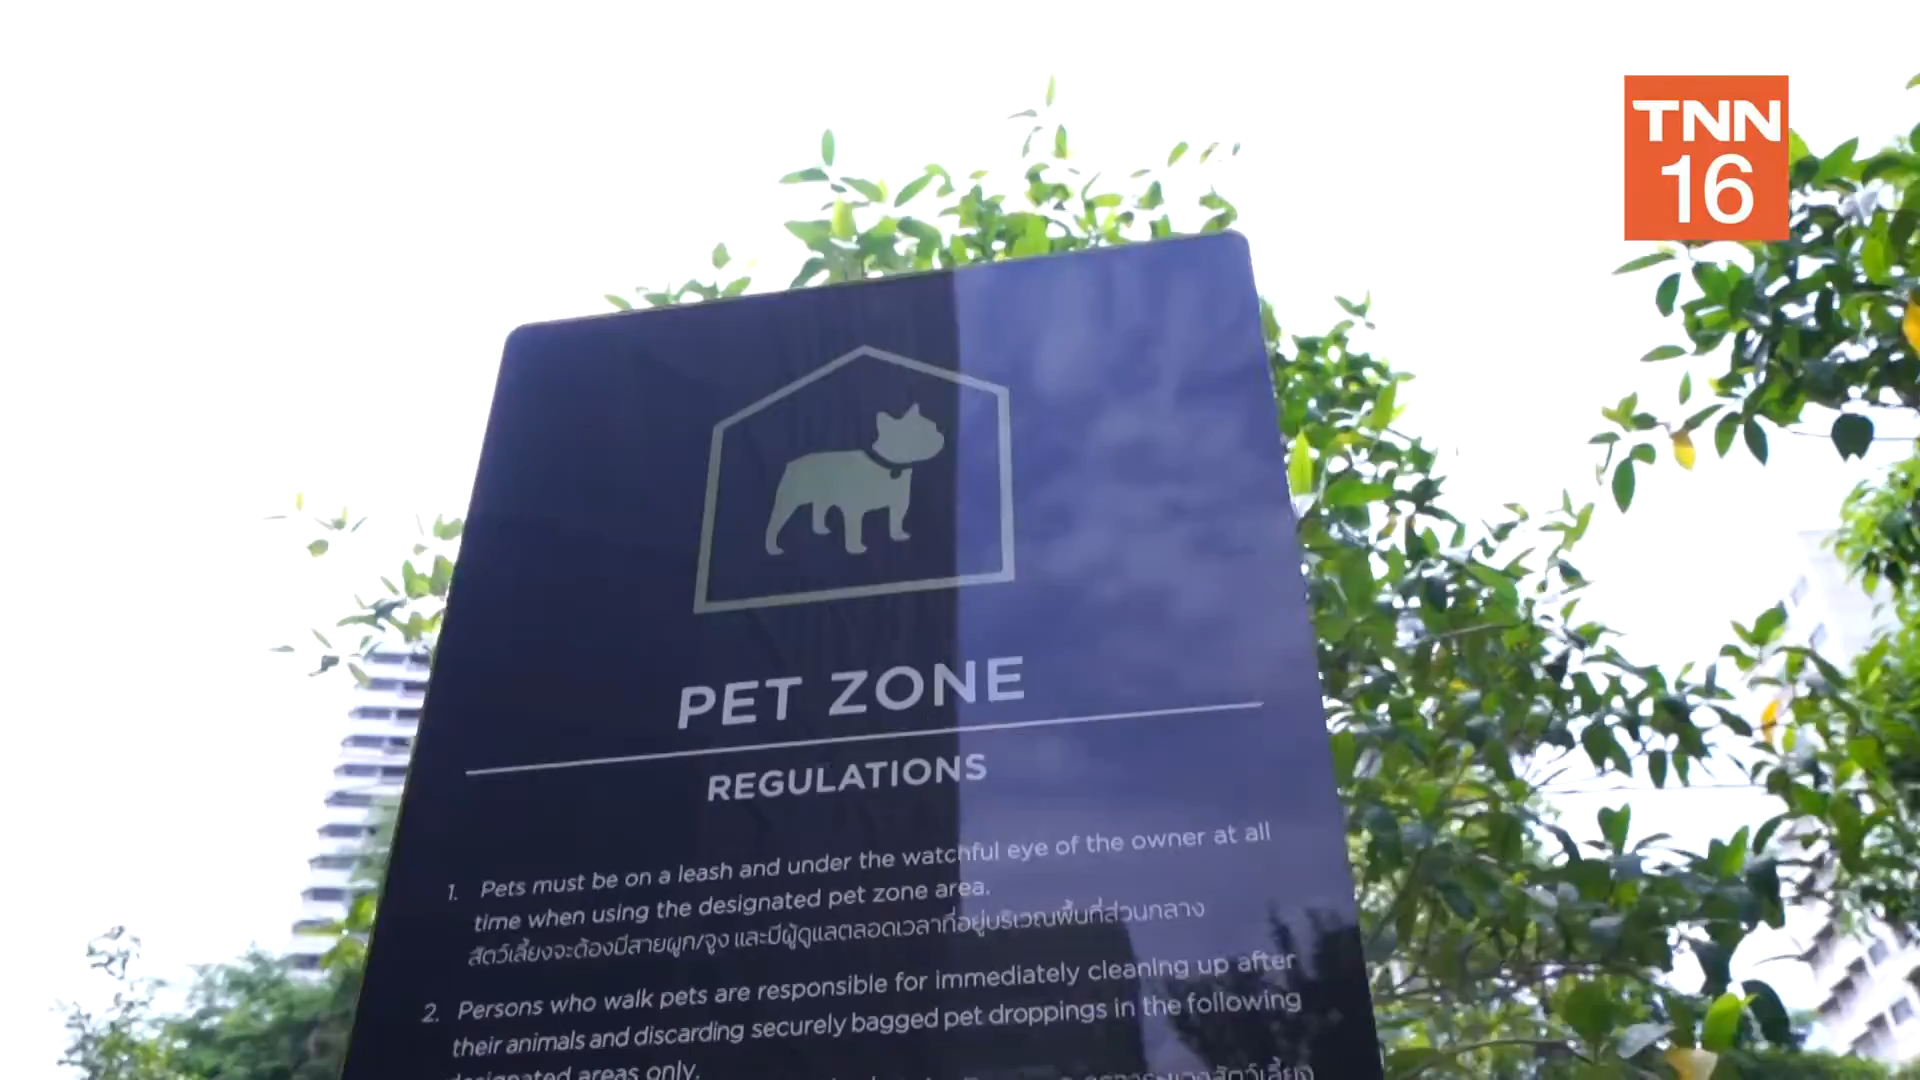 TNN
16
PET ZONE
REGULATIONS
1. Pets must be on a leash and under the watchful eye of the owner at all
time when using the designated pet zone area.
สัตว์เลี้ยงจะต้องมีสายผูก/จูง และมีผู้ดูแลตลอดเวลาที่อยู่บริเวณพื้นที่ส่วนกลาง
2. Persons who walk pets are responsible for immediately cleaning up after
their animals and discarding securely bagged pet droppings in the following
designated areas only.